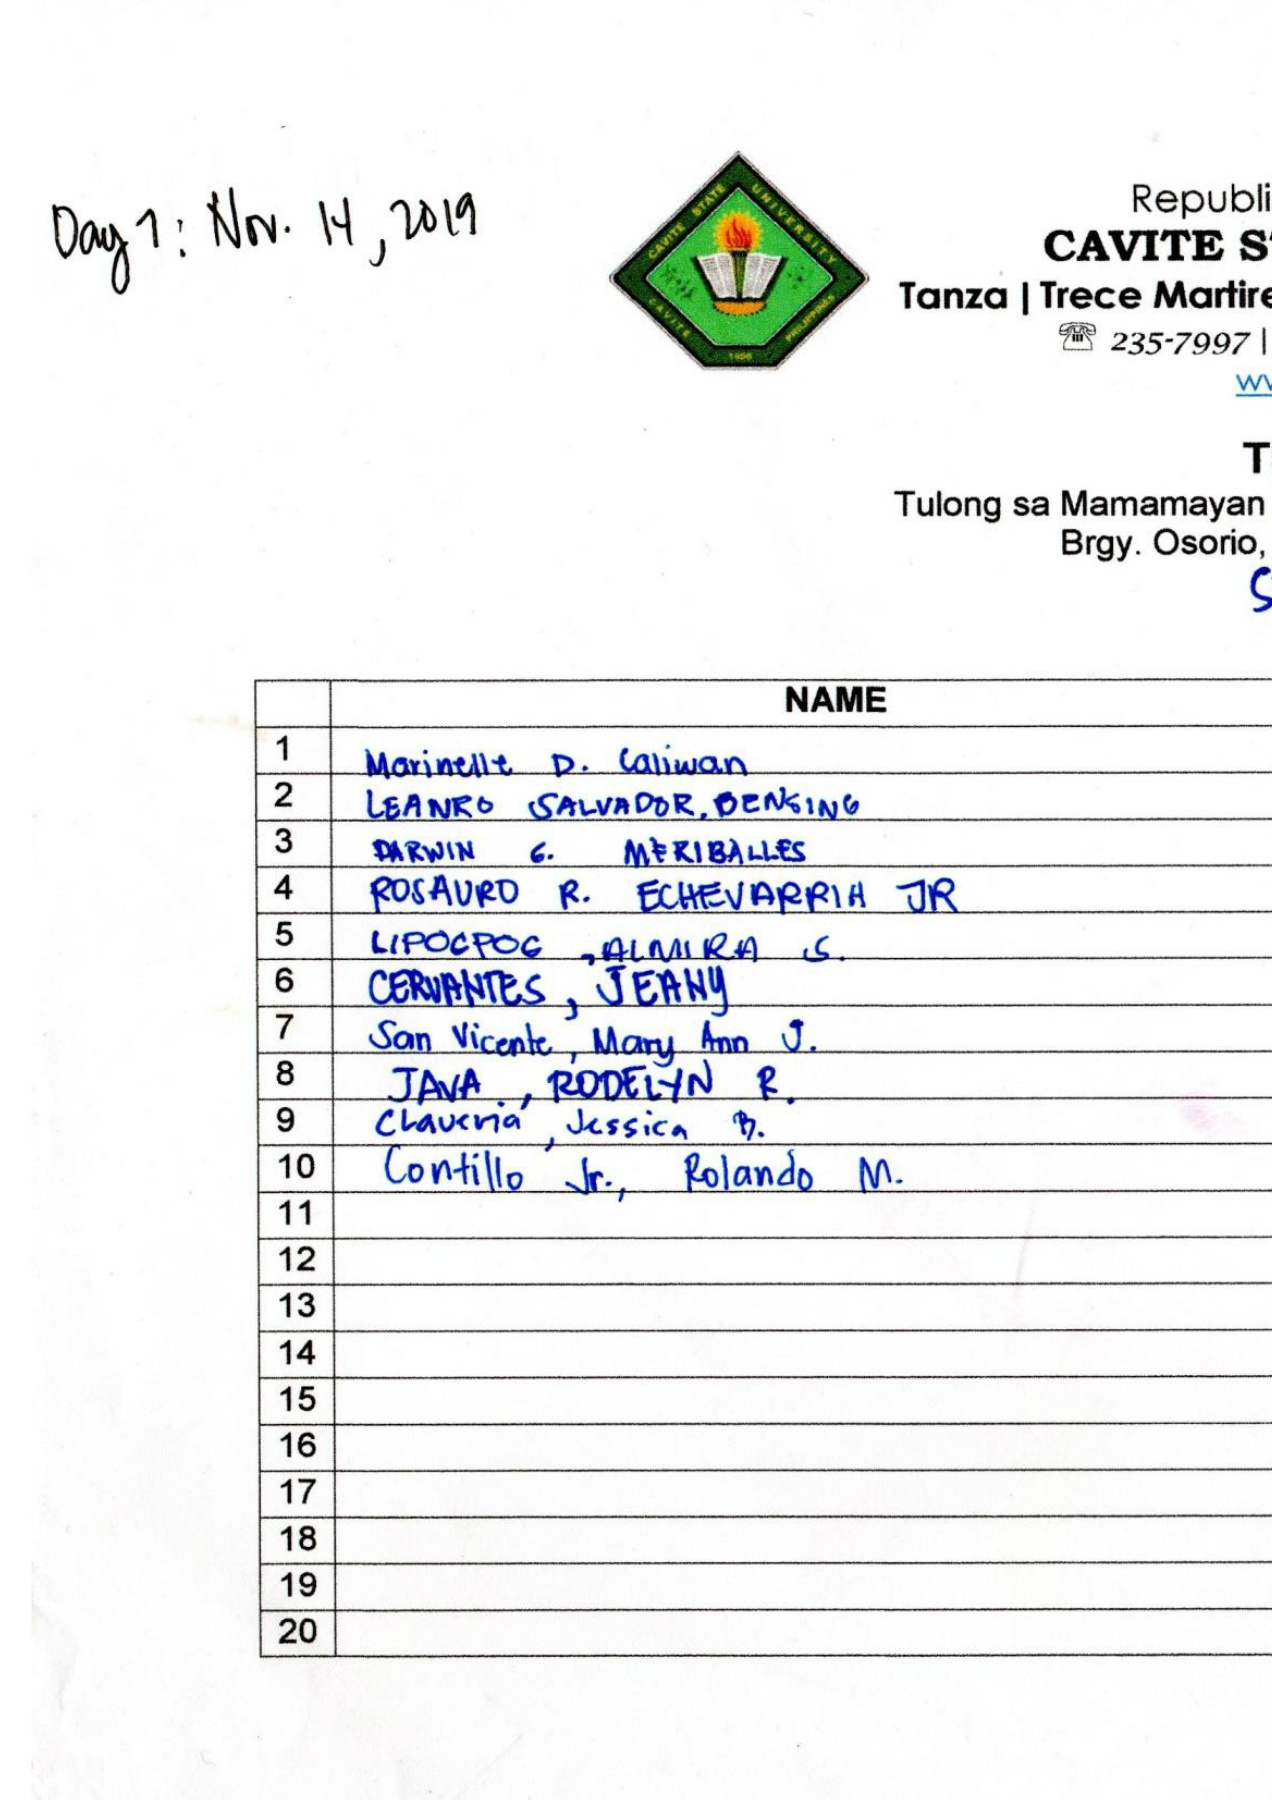 Day 1: Nov. 14, 2019
CAVITE STATE UNIVERSITY
CAVITE PHILIPPINES
1906
Republi
CAVITE S
Tanza | Trece Martire
235-7997 |
T
Tulong sa Mamamayan
Brgy. Osorio,
NAME
1 Marinelle D. Caliwan
2 LEANRO SALVADOR, BENSING
3 DARWIN G. MERIBALLES
4 ROSAURO R. ECHEVARRIA JR
5 LIPOCPOC, ALMIRA S.
6 CERVANTES, JEANY
7 San Vicente, Mary Ann J.
8 JAVA, RODELYN R.
9 Claveria, Jessica B.
10 Contillo Jr., Rolando M.
11
12
13
14
15
16
17
18
19
20